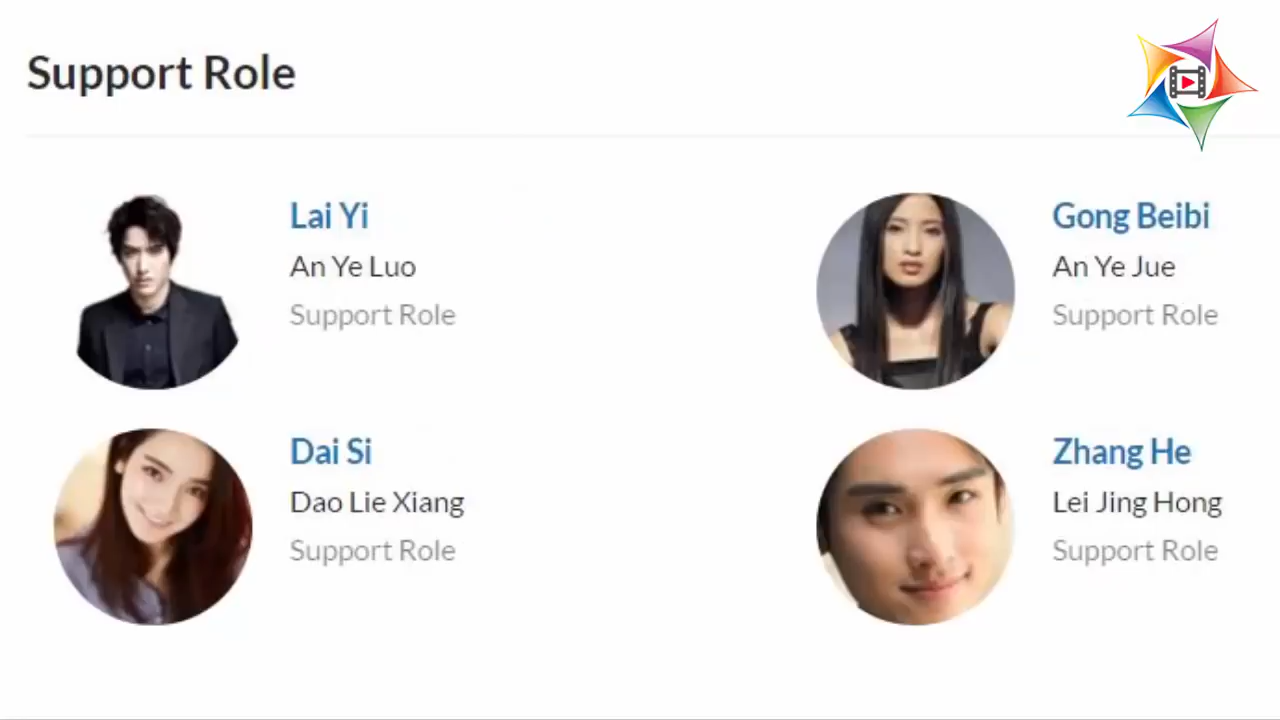 Support Role
Lai Yi
An Ye Luo
Support Role
Gong Beibi
An Ye Jue
Support Role
Dai Si
Dao Lie Xiang
Support Role
Zhang He
Lei Jing Hong
Support Role